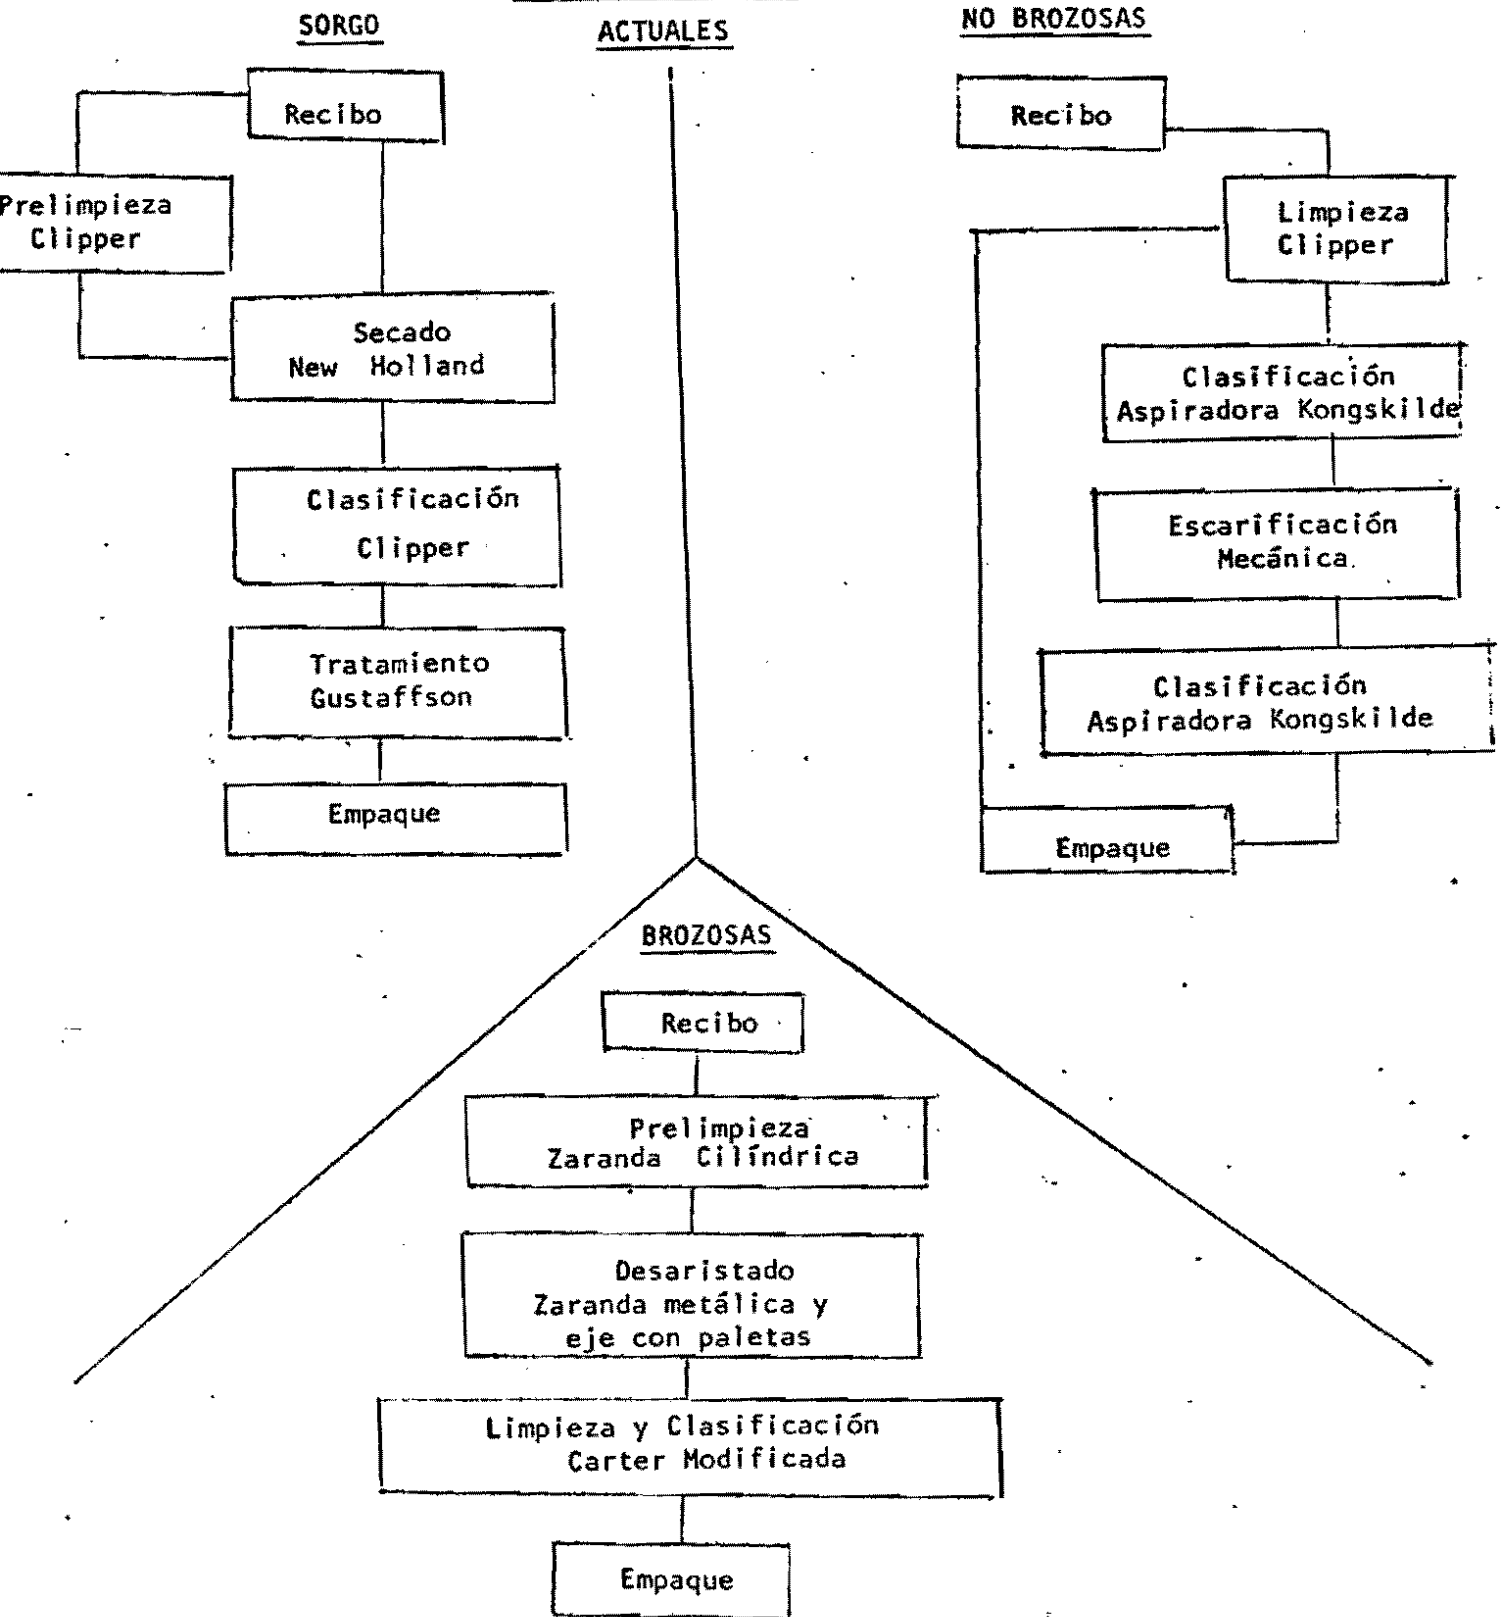 ACTUALES
SORGO
Recibo
Prelimpieza
Clipper
Secado
New Holland
Clasificación
Clipper
Tratamiento
Gustaffson
Empaque
NO BROZOSAS
Recibo
Limpieza
Clipper
Clasificación
Aspiradora Kongskilde
Escarificación
Mecánica.
Clasificación
Aspiradora Kongskilde
Empaque
BROZOSAS
Recibo
Prelimpieza
Zaranda Cilíndrica
Desaristado
Zaranda metálica y
eje con paletas
Limpieza y Clasificación
Carter Modificada
Empaque